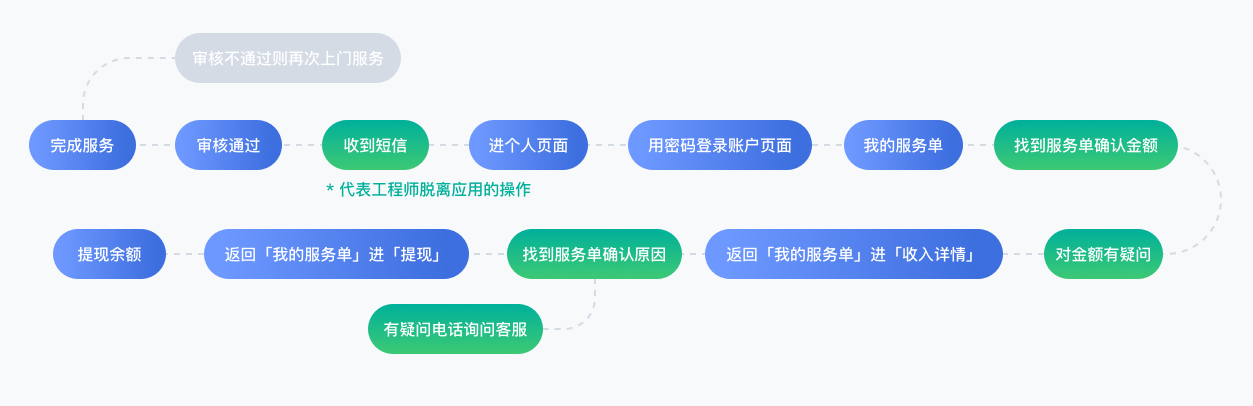 审核不通过则再次上门服务
完成服务
审核通过
收到短信
进个人页面
用密码登录账户页面
我的服务单
找到服务单确认金额
* 代表工程师脱离应用的操作
提现余额
返回「我的服务单」进「提现」
找到服务单确认原因
返回「我的服务单」进「收入详情」
对金额有疑问
有疑问电话询问客服